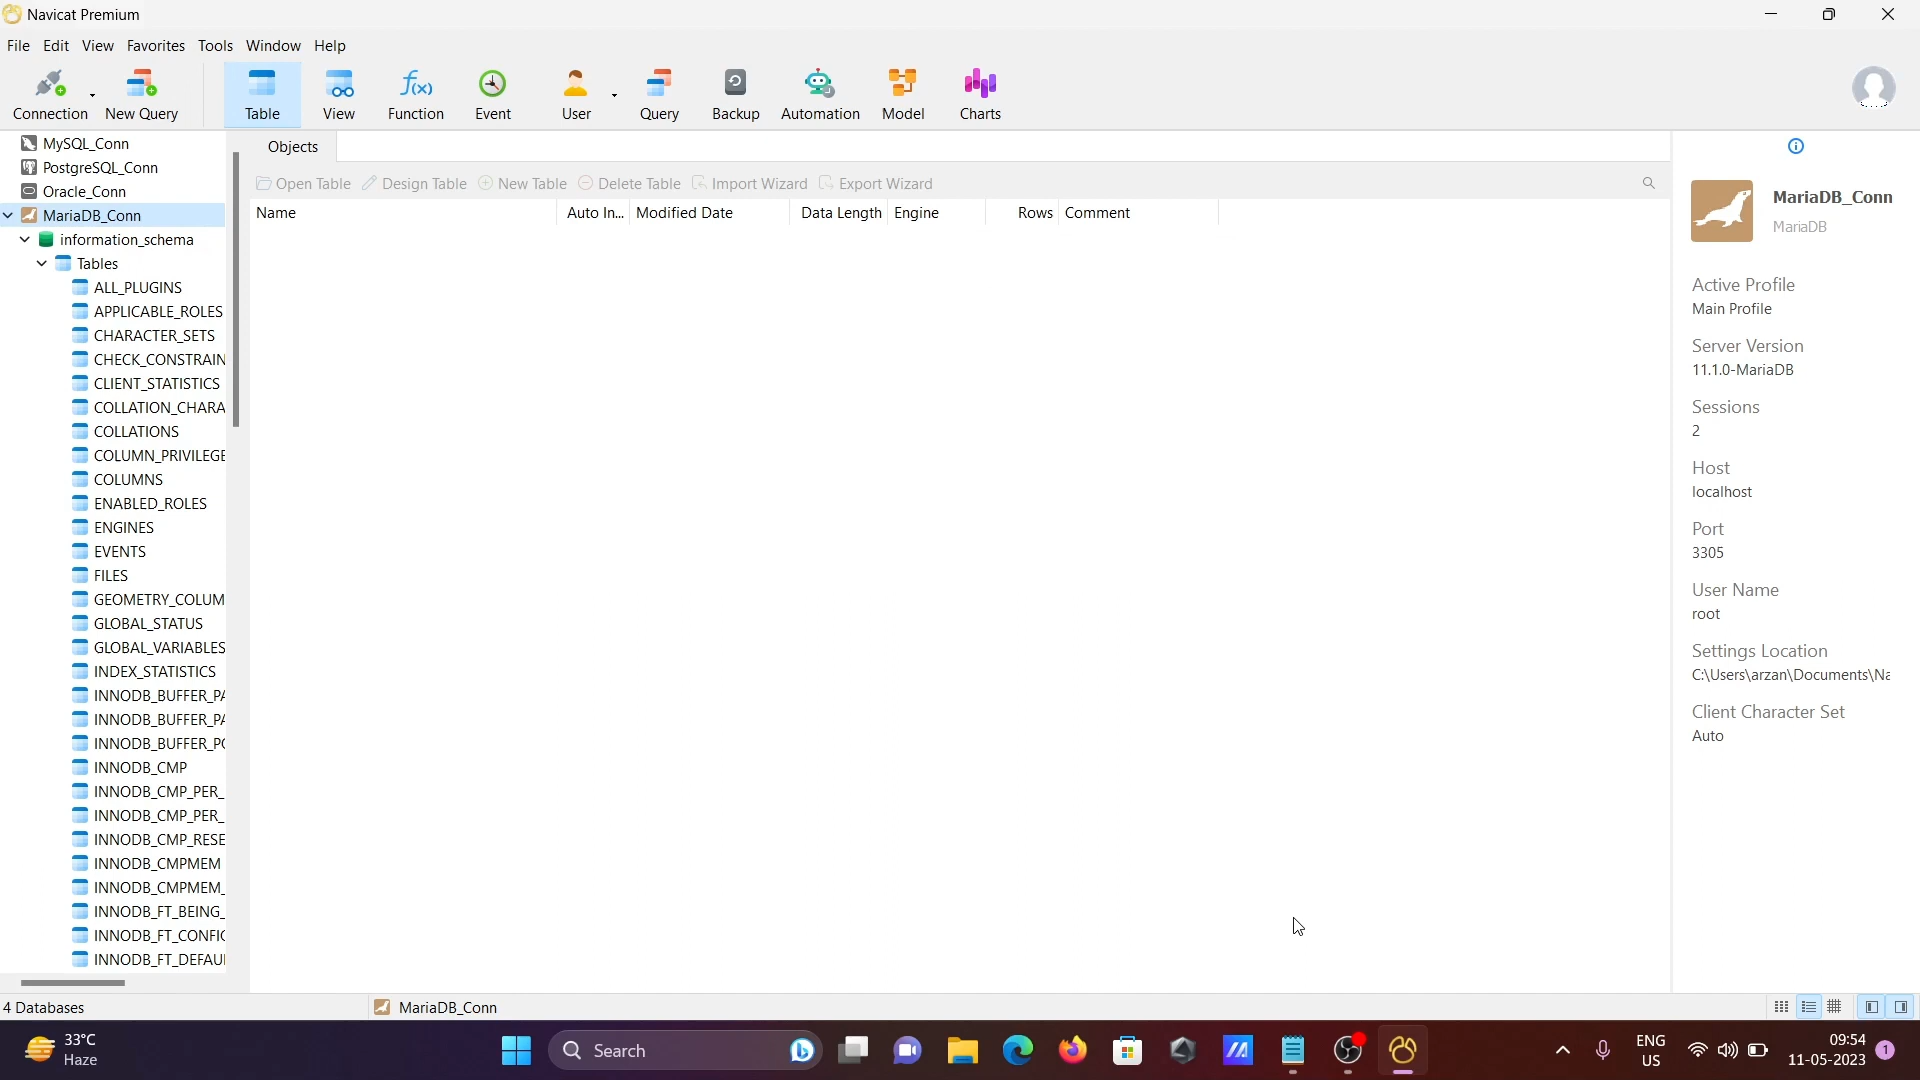 Navicat Premium
File Edit View Favorites Tools Window Help
Connection New Query Table View Function Event User Query Backup Automation Model Charts
MySQL_Conn
PostgreSQL_Conn
Oracle_Conn
MariaDB_Conn
information_schema
Tables
ALL_PLUGINS
APPLICABLE_ROLES
CHARACTER_SETS
CHECK_CONSTRAIN
CLIENT_STATISTICS
COLLATION_CHARA
COLLATIONS
COLUMN_PRIVILEGE
COLUMNS
ENABLED_ROLES
ENGINES
EVENTS
FILES
GEOMETRY_COLUM
GLOBAL_STATUS
GLOBAL_VARIABLES
INDEX_STATISTICS
INNODB_BUFFER_PA
INNODB_BUFFER_PA
INNODB_BUFFER_PO
INNODB_CMP
INNODB_CMP_PER_
INNODB_CMP_PER_
INNODB_CMP_RESE
INNODB_CMPMEM
INNODB_CMPMEM_
INNODB_FT_BEING_
INNODB_FT_CONFIG
INNODB_FT_DEFAUL
Objects
Open Table Design Table New Table Delete Table Import Wizard Export Wizard
Name Auto In... Modified Date Data Length Engine Rows Comment
MariaDB_Conn
MariaDB
Active Profile
Main Profile
Server Version
11.1.0-MariaDB
Sessions
2
Host
localhost
Port
3305
User Name
root
Settings Location
C:\Users\arzan\Documents\Na
Client Character Set
Auto
4 Databases MariaDB_Conn
33°C
Haze
Search
ENG
US
09:54
11-05-2023
1